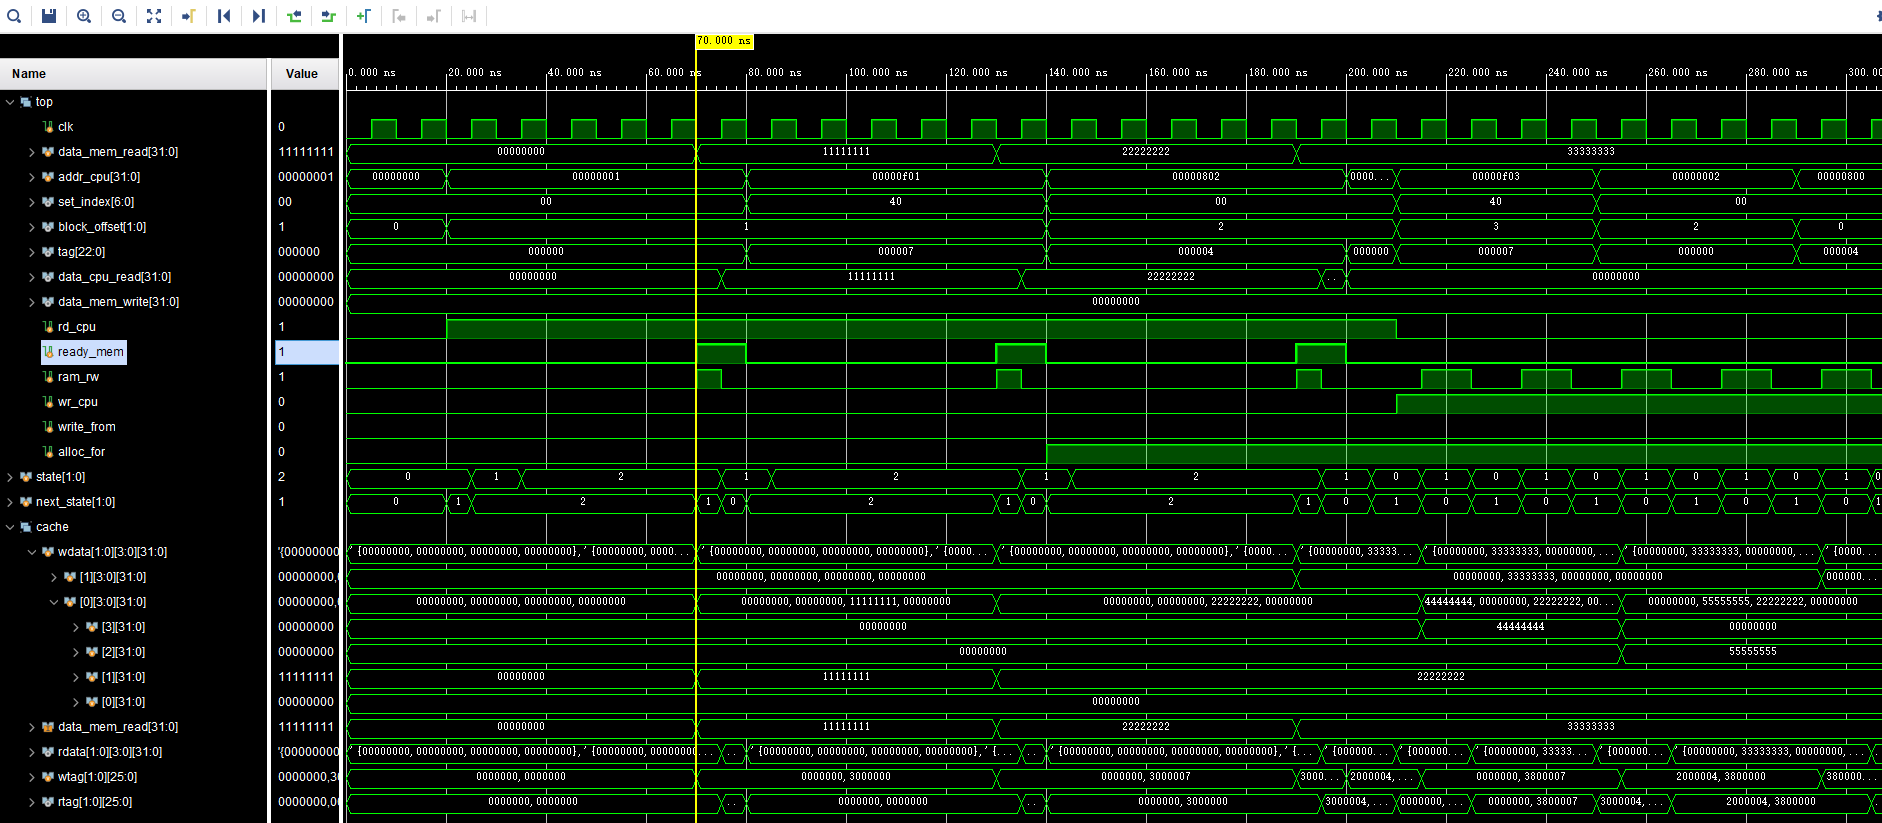 70.000 ns
Name Value 0.000 ns 20.000 ns 40.000 ns 60.000 ns 80.000 ns 100.000 ns 120.000 ns 140.000 ns 160.000 ns 180.000 ns 200.000 ns 220.000 ns 240.000 ns 260.000 ns 280.000 ns 300.
top
clk 0
data_mem_read[31:0] 11111111 00000000 11111111 22222222 33333333
addr_cpu[31:0] 00000001 00000000 00000001 00000f01 00000802 0000... 00000f03 00000002 00000800
set_index[6:0] 00 00 40 00 40 00
block_offset[1:0] 1 0 1 2 3 2 0
tag[22:0] 000000 000000 000007 000004 000000 000007 000000 000004
data_cpu_read[31:0] 00000000 00000000 11111111 22222222 .. 00000000
data_mem_write[31:0] 00000000 00000000
rd_cpu 1
ready_mem 1
ram_rw 1
wr_cpu 0
write_from 0
alloc_for 0
state[1:0] 2 0 1 2 1 2 1 2 1 0 1 0 1 0 1 0 1 0 1 0
next_state[1:0] 1 0 1 2 1 0 2 1 0 2 1 0 1 0 1 0 1 0 1 0 1 0
cache
wdata[1:0][3:0][31:0] '{00000000 ' {00000000, 00000000, 00000000, 00000000},' {00000000, 0000... ' {00000000, 00000000, 00000000, 00000000},' {0000... ' {00000000, 00000000, 00000000, 00000000},' {0000... ' {00000000, 33333... ' {00000000, 33333333, 00000000,... ' {00000000, 33333333, 00000000,... ' {0000...
[1][3:0][31:0] 00000000,0 00000000, 00000000, 00000000, 00000000 00000000, 33333333, 00000000, 00000000 000000...
[0][3:0][31:0] 00000000,0 00000000, 00000000, 00000000, 00000000 00000000, 00000000, 11111111, 00000000 00000000, 00000000, 22222222, 00000000 44444444, 00000000, 22222222, 00... 00000000, 55555555, 22222222, 00000000
[3][31:0] 00000000 00000000 44444444 00000000
[2][31:0] 00000000 00000000 55555555
[1][31:0] 11111111 00000000 11111111 22222222
[0][31:0] 00000000 00000000
data_mem_read[31:0] 11111111 00000000 11111111 22222222 33333333
rdata[1:0][3:0][31:0] '{00000000 ' {00000000, 00000000, 00000000, 00000000},' {00000000, 00000000,... ... ' {00000000, 00000000, 00000000, 00000000},' {... ... ' {00000000, 00000000, 00000000, 00000000},' {... {000000... {000000... ' {00000000, 33333... {000000... ' {00000000, 33333333, 00000000,...
wtag[1:0][25:0] 0000000,30 0000000, 0000000 0000000, 3000000 0000000, 3000007 3000... 2000004,... 0000000, 3800007 2000004, 3800000 380000...
rtag[1:0][25:0] 0000000,00 0000000, 0000000 .. 0000000, 0000000 .. 0000000, 3000000 3000004,... 0000000,... 0000000, 3800007 3000004,... 2000004, 3800000